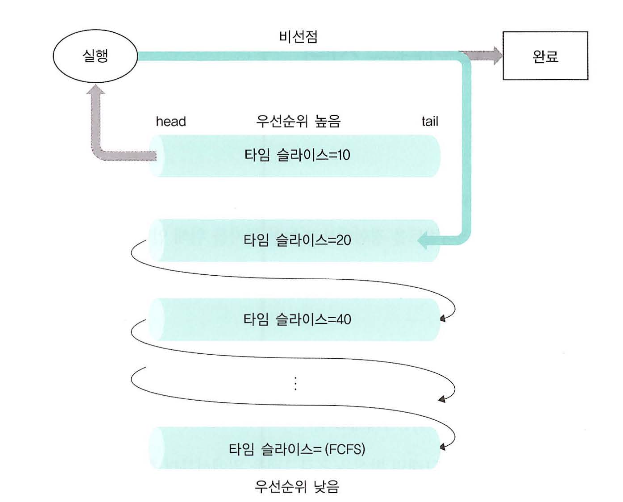 비선점
실행
완료
head 우선순위 높음 tail
타임 슬라이스=10
타임 슬라이스=20
타임 슬라이스=40
⋮
타임 슬라이스= (FCFS)
우선순위 낮음